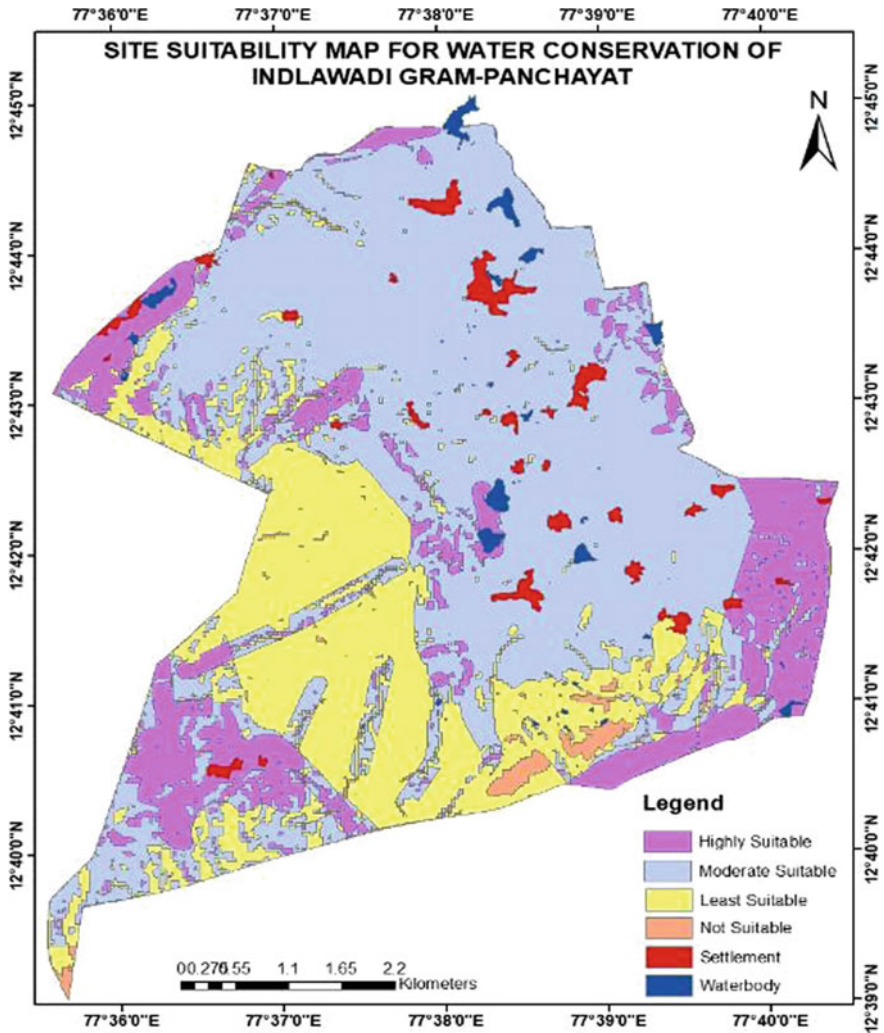 77°36'0"N 77°37'0"N 77°38'0"N 77°39'0"N 77°40'0"N
SITE SUITABILITY MAP FOR WATER CONSERVATION OF
INDLAWADI GRAM-PANCHAYAT
N
12°45'0"N 12°45'0"N
12°44'0"N 12°44'0"N
12°43'0"N 12°43'0"N
12°42'0"N 12°42'0"N
12°41'0"N 12°41'0"N
12°40'0"N 12°40'0"N
12°39'0"N
Legend
Highly Suitable
Moderate Suitable
Least Suitable
Not Suitable
Settlement
Waterbody
00.2750.55 1.1 1.65 2.2
Kilometers
77°36'0"N 77°37'0"N 77°38'0"N 77°39'0"N 77°40'0"N